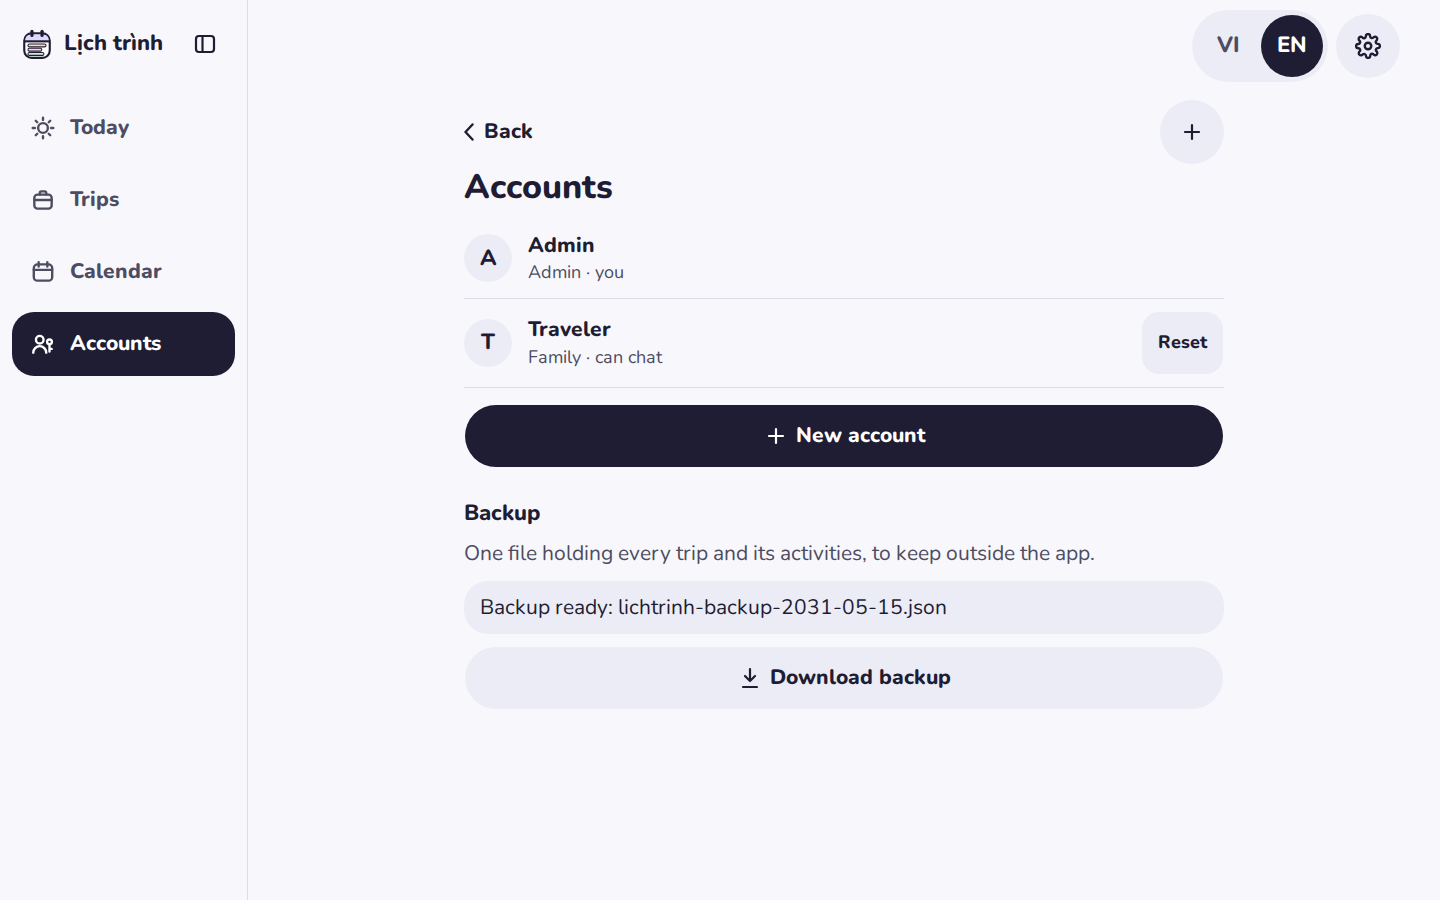 Lịch trình
VI
EN
Today
Trips
Calendar
Accounts
Back
Accounts
A
Admin
Admin · you
T
Traveler
Family · can chat
Reset
New account
Backup
One file holding every trip and its activities, to keep outside the app.
Backup ready: lichtrinh-backup-2031-05-15.json
Download backup